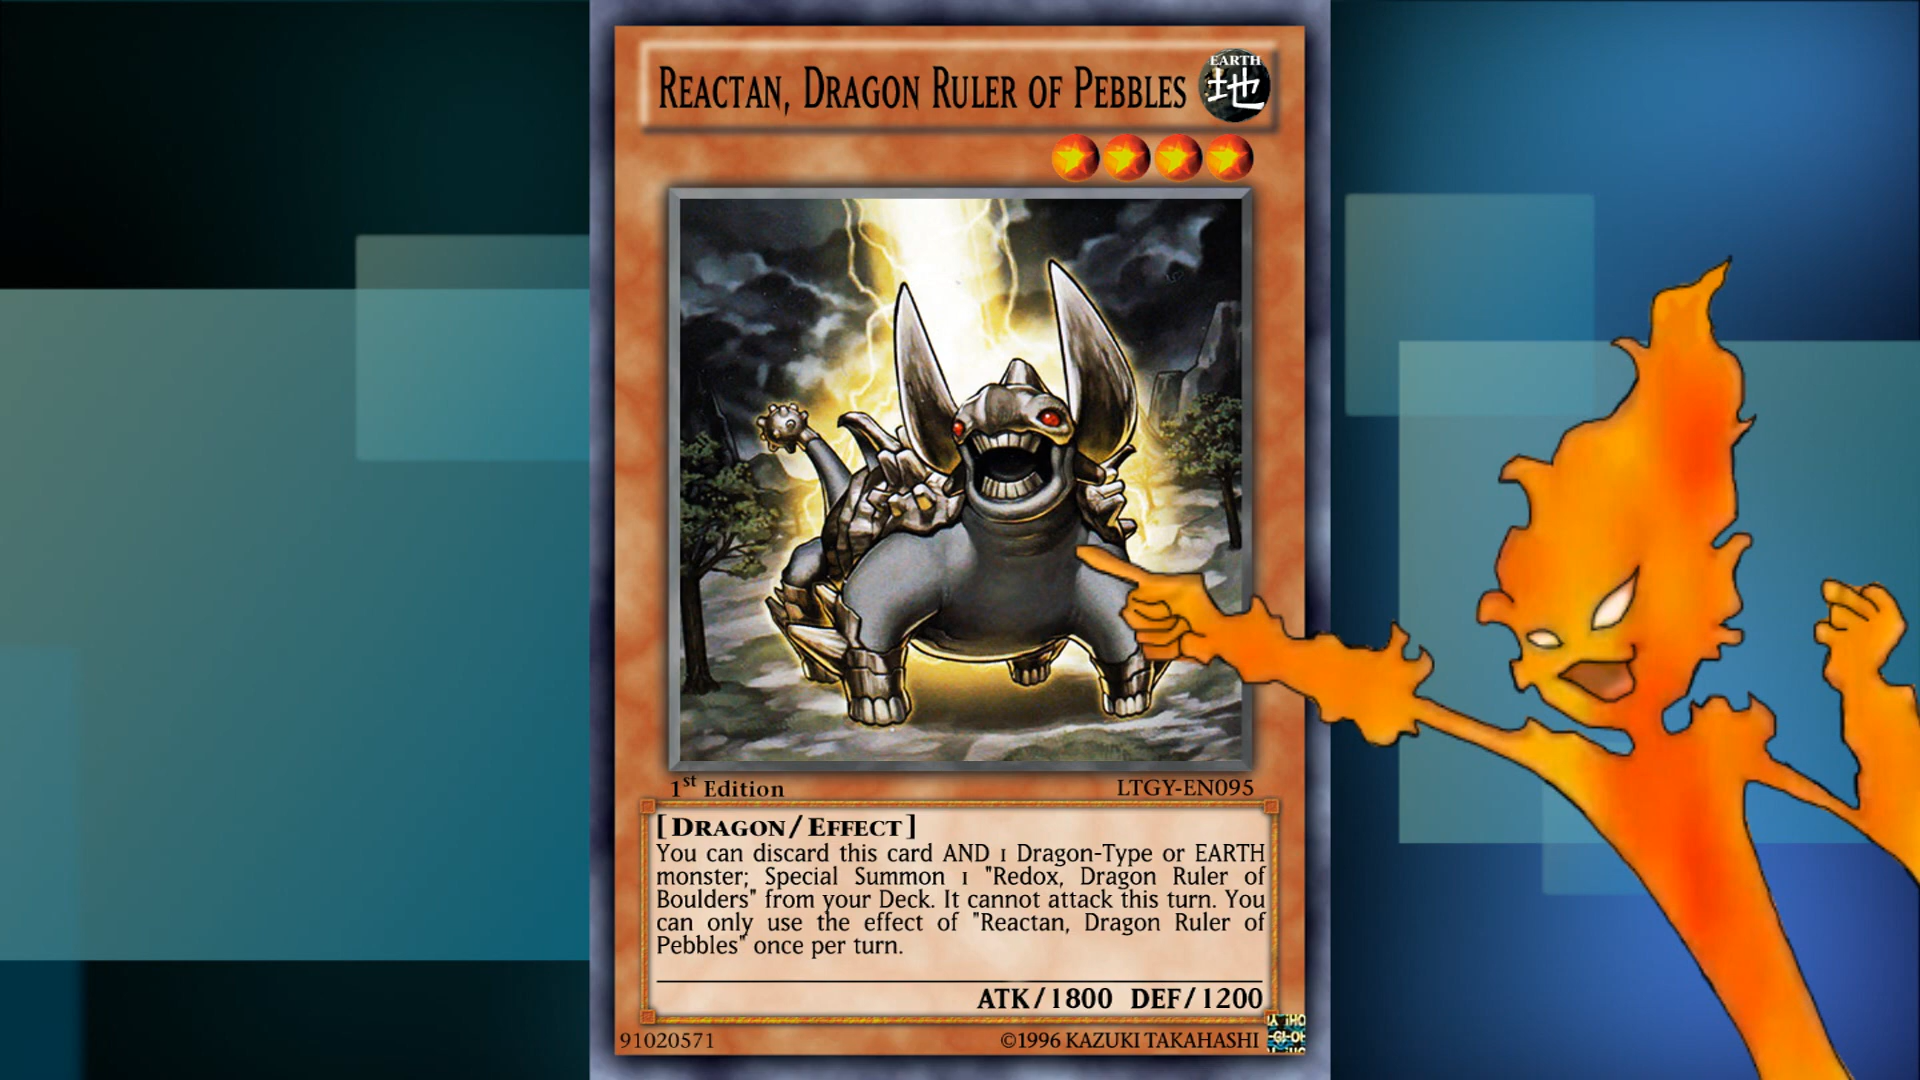 REACTAN, DRAGON RULER OF PEBBLES
EARTH
地
1st Edition
LTGY-EN095
[DRAGON/EFFECT]
You can discard this card AND 1 Dragon-Type or EARTH
monster; Special Summon 1 "Redox, Dragon Ruler of
Boulders" from your Deck. It cannot attack this turn. You
can only use the effect of "Reactan, Dragon Ruler of
Pebbles" once per turn.
ATK/1800 DEF/1200
91020571
©1996 KAZUKI TAKAHASHI